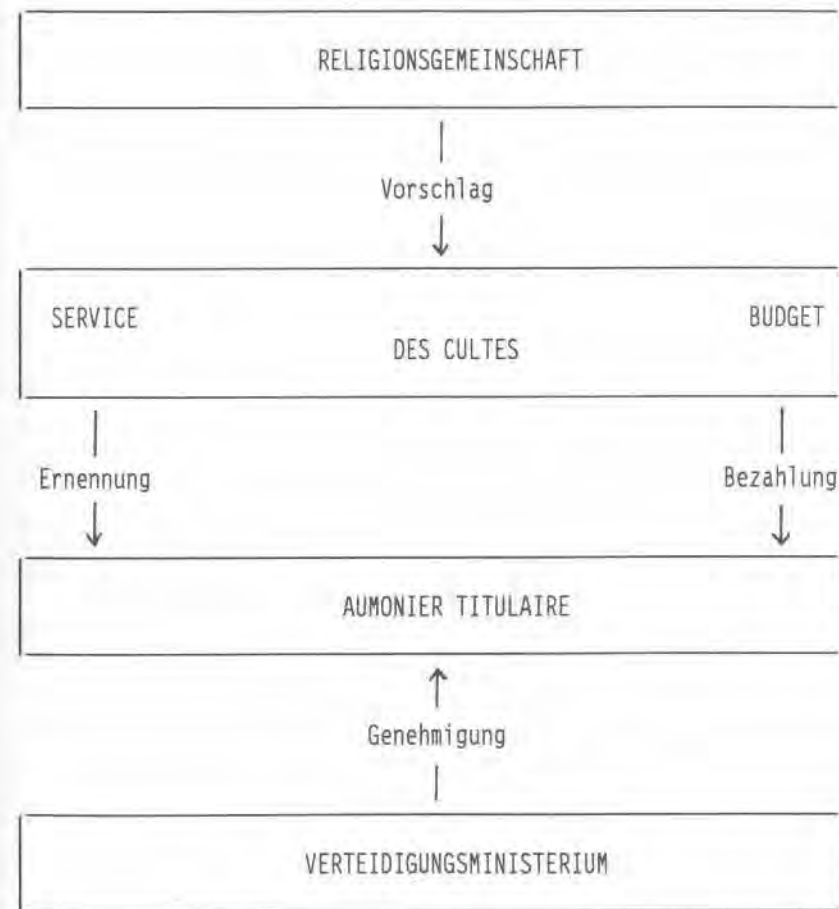 RELIGIONSGEMEINSCHAFT
Vorschlag
SERVICE BUDGET
DES CULTES
Ernennung Bezahlung
AUMONIER TITULAIRE
Genehmigung
VERTEIDIGUNGSMINISTERIUM